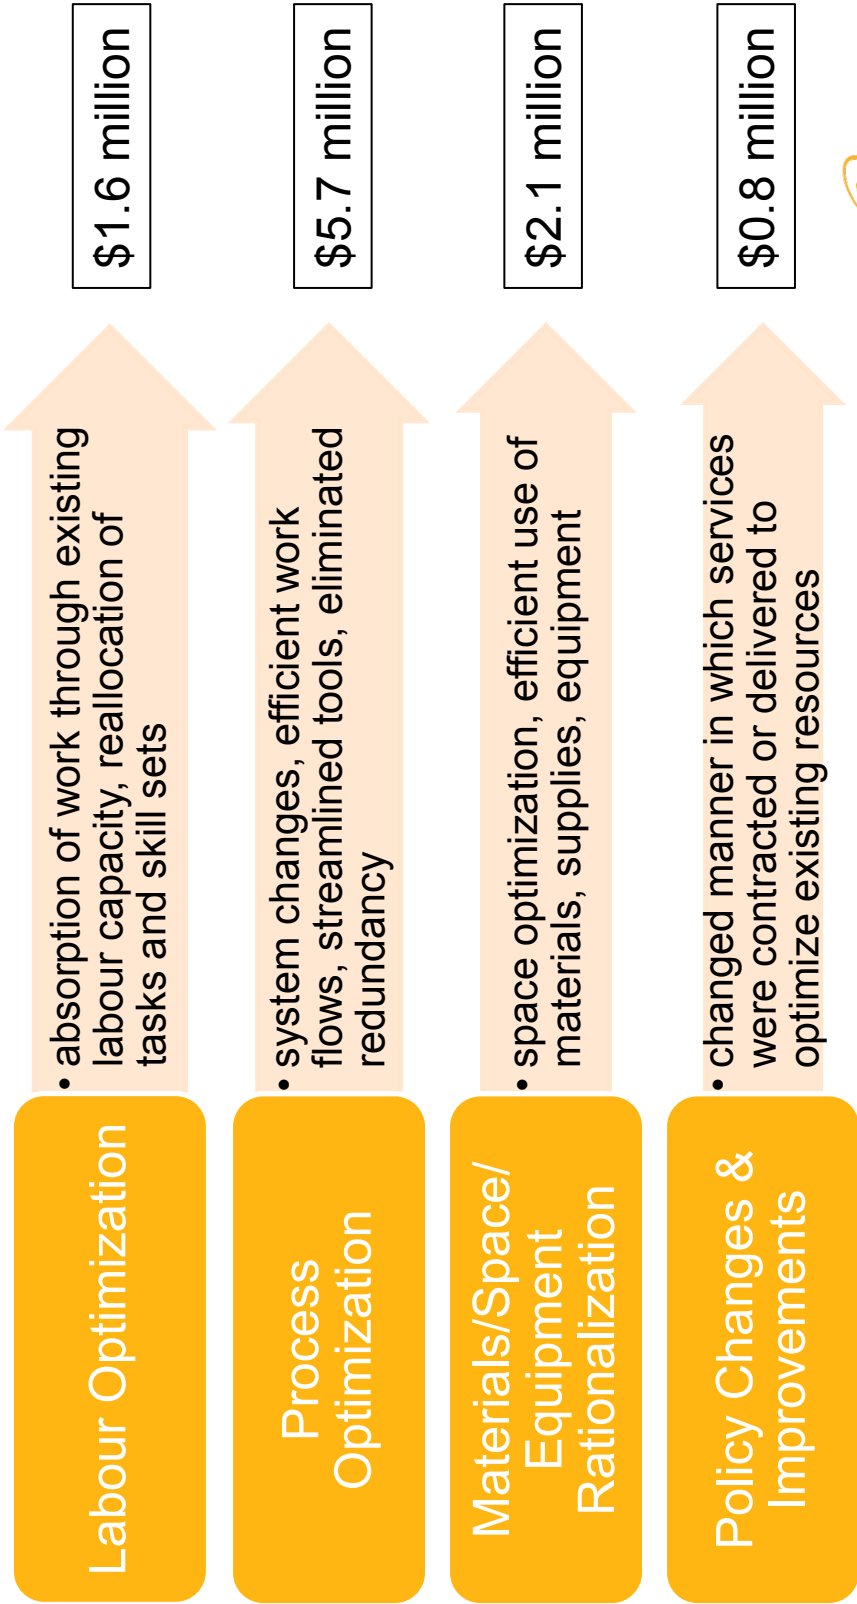 Labour Optimization
• absorption of work through existing
labour capacity, reallocation of
tasks and skill sets
$1.6 million
Process
Optimization
• system changes, efficient work
flows, streamlined tools, eliminated
redundancy
$5.7 million
Materials/Space/
Equipment
Rationalization
• space optimization, efficient use of
materials, supplies, equipment
$2.1 million
Policy Changes &
Improvements
• changed manner in which services
were contracted or delivered to
optimize existing resources
$0.8 million